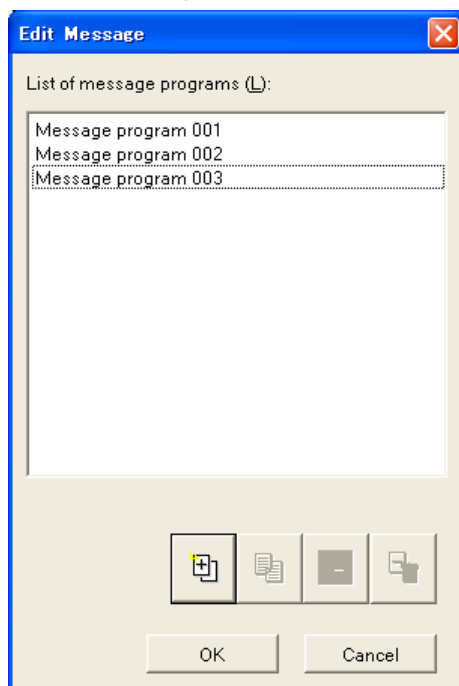 Edit Message
List of message programs (L):
Message program 001
Message program 002
Message program 003
OK
Cancel